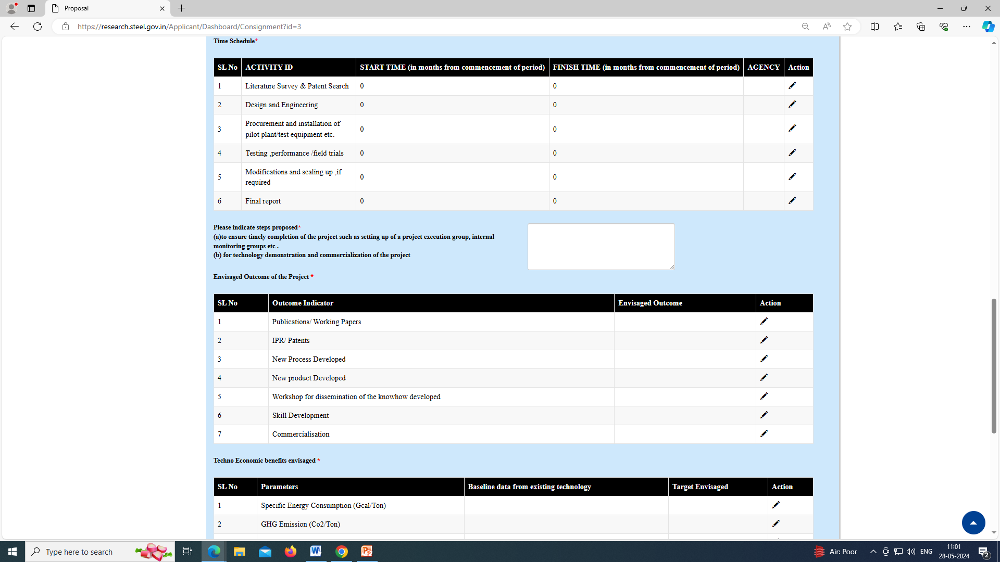 Proposal
https://research.steel.gov.in/Applicant/Dashboard/Consignment?id=3
Time Schedule*
SL No ACTIVITY ID START TIME (in months from commencement of period) FINISH TIME (in months from commencement of period) AGENCY Action
1 Literature Survey & Patent Search 0 0
2 Design and Engineering 0 0
3 Procurement and installation of pilot plant/test equipment etc. 0 0
4 Testing ,performance /field trials 0 0
5 Modifications and scaling up ,if required 0 0
6 Final report 0 0
Please indicate steps proposed*
(a)to ensure timely completion of the project such as setting up of a project execution group, internal
monitoring groups etc .
(b) for technology demonstration and commercialization of the project
Envisaged Outcome of the Project *
SL No Outcome Indicator Envisaged Outcome Action
1 Publications/ Working Papers
2 IPR/ Patents
3 New Process Developed
4 New product Developed
5 Workshop for dissemination of the knowhow developed
6 Skill Development
7 Commercialisation
Techno Economic benefits envisaged *
SL No Parameters Baseline data from existing technology Target Envisaged Action
1 Specific Energy Consumption (Gcal/Ton)
2 GHG Emission (Co2/Ton)
Type here to search
Air: Poor
ENG
11:01
28-05-2024
2